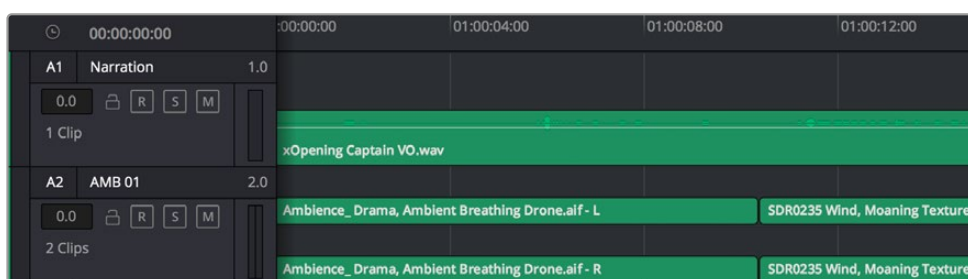 00:00:00:00 :00:00:00 01:00:04:00 01:00:08:00 01:00:12:00
A1 Narration 1.0
0.0 R S M
1 Clip
xOpening Captain VO.wav
A2 AMB 01 2.0
0.0 R S M
Ambience_ Drama, Ambient Breathing Drone.aif - L SDR0235 Wind, Moaning Texture
2 Clips
Ambience_ Drama, Ambient Breathing Drone.aif - R SDR0235 Wind, Moaning Texture